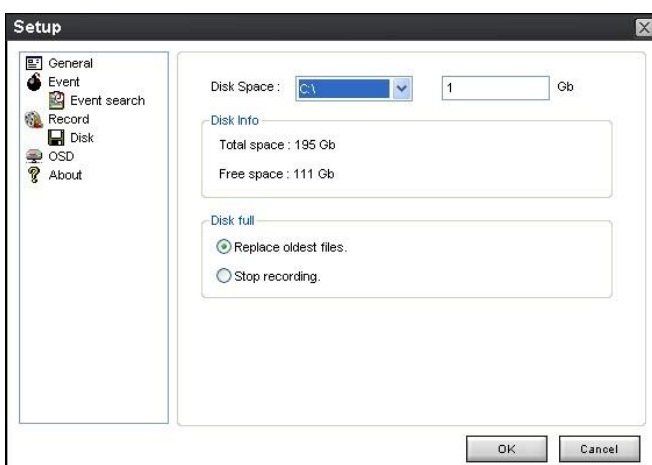 Setup
General
Event
Event search
Record
Disk
OSD
About
Disk Space : C:\ 1 Gb
Disk Info
Total space : 195 Gb
Free space : 111 Gb
Disk full
Replace oldest files.
Stop recording.
OK Cancel